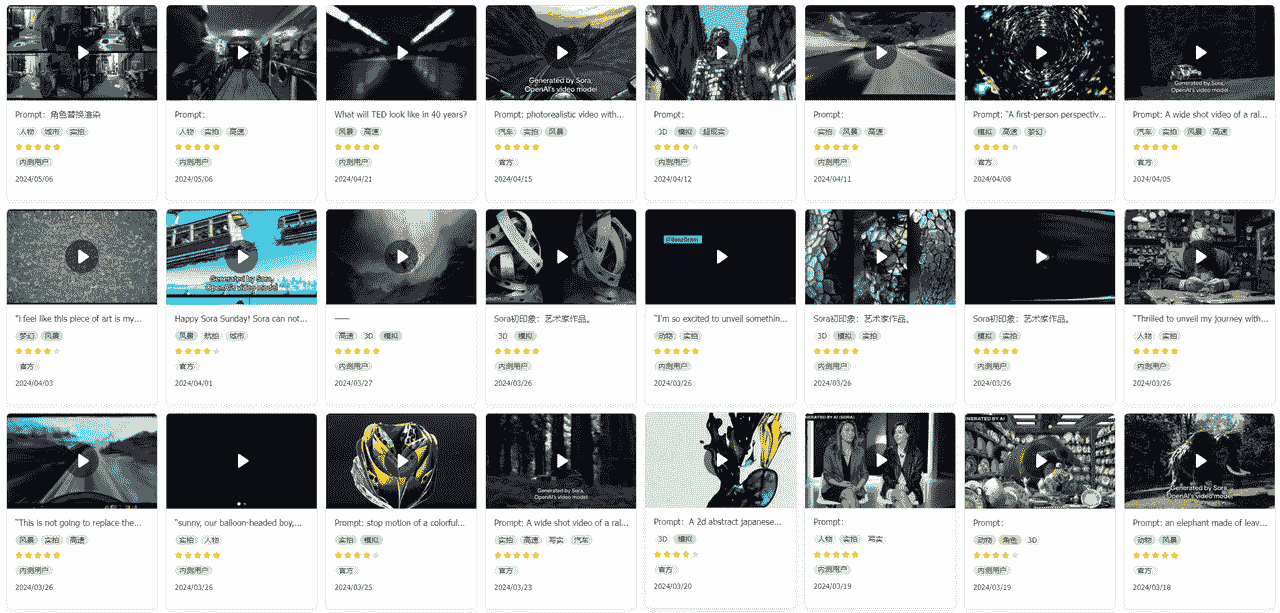 Prompt: 角色替换渲染
人物 城市 实拍
内测用户
2024/05/06
Prompt:
人物 实拍 高速
内测用户
2024/05/06
What will TED look like in 40 years?
风景 高速
内测用户
2024/04/21
Generated by Sora,
OpenAI's video model
Prompt: photorealistic video with...
汽车 实拍 风景
官方
2024/04/15
Prompt:
3D 模拟 超现实
内测用户
2024/04/12
Prompt:
实拍 风景 高速
内测用户
2024/04/11
Prompt: "A first-person perspectiv...
模拟 高速 梦幻
官方
2024/04/08
Generated by Sora,
OpenAI's video model
Prompt: A wide shot video of a ral...
汽车 实拍 风景 高速
官方
2024/04/05
"i feel like this piece of art is my...
梦幻 风景
官方
2024/04/03
Generated by Sora,
OpenAI's video model
Happy Sora Sunday! Sora can not...
风景 航拍 城市
官方
2024/04/01
——
高速 3D 模拟
内测用户
2024/03/27
Sora初印象：艺术家作品。
3D 模拟
内测用户
2024/03/26
"I'm so excited to unveil somethin...
动物 实拍
内测用户
2024/03/26
Sora初印象：艺术家作品。
3D 模拟 实拍
内测用户
2024/03/26
Sora初印象：艺术家作品。
模拟 实拍
内测用户
2024/03/26
"Thrilled to unveil my journey with...
人物 实拍
内测用户
2024/03/26
"This is not going to replace the...
风景 实拍 高速
内测用户
2024/03/26
"sunny, our balloon-headed boy,...
实拍 人物
内测用户
2024/03/26
Prompt: stop motion of a colorful...
实拍 模拟
官方
2024/03/25
Generated by Sora,
OpenAI's video model
Prompt: A wide shot video of a ral...
实拍 高速 写实 汽车
官方
2024/03/23
Prompt: A 2d abstract japanese...
3D 模拟
官方
2024/03/20
GENERATED BY AI (SORA)
Prompt:
人物 实拍 写实
内测用户
2024/03/19
GENERATED BY AI
Prompt:
动物 角色 3D
内测用户
2024/03/19
Generated by Sora,
OpenAI's video model
Prompt: an elephant made of leav...
动物 风景
官方
2024/03/18